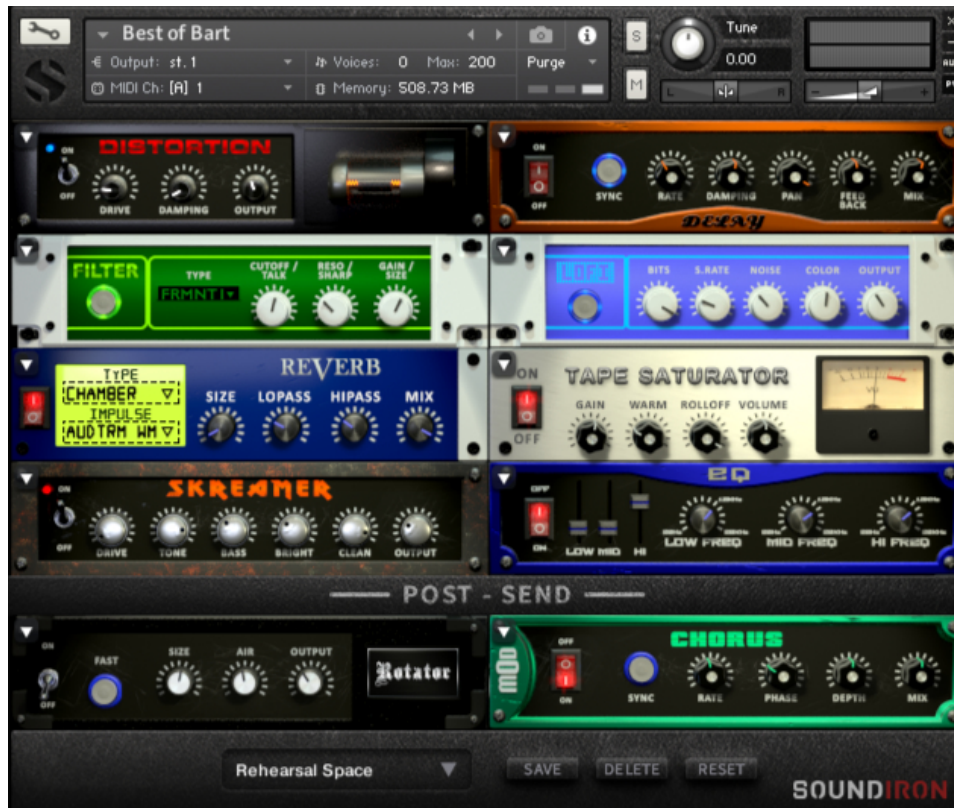 Best of Bart
Output: st.1
Voices: 0 Max: 200
Purge
MIDI Ch: [A] 1
Memory: 508.73 MB
S
M
Tune
0.00
L
R
AU
PV
DISTORTION
ON
OFF
DRIVE DAMPING OUTPUT
ON
OFF
SYNC RATE DAMPING PAN FEED BACK MIX
DELAY
FILTER
TYPE
FRMNT I
CUTOFF / TALK
RESO / SHARP
GAIN / SIZE
LOFI
BITS S.RATE NOISE COLOR OUTPUT
TYPE
CHAMBER
IMPULSE
AUDTRM WM
REVERB
SIZE LOPASS HIPASS MIX
ON
OFF
TAPE SATURATOR
GAIN WARM ROLLOFF VOLUME
SKREAMER
ON
OFF
DRIVE TONE BASS BRIGHT CLEAN OUTPUT
EQ
OFF
ON
LOW MID HI LOW FREQ MID FREQ HI FREQ
POST - SEND
ON
OFF
FAST SIZE AIR OUTPUT
Rotator
MOD
CHORUS
OFF
ON
SYNC RATE PHASE DEPTH MIX
Rehearsal Space
SAVE DELETE RESET
SOUNDIRON